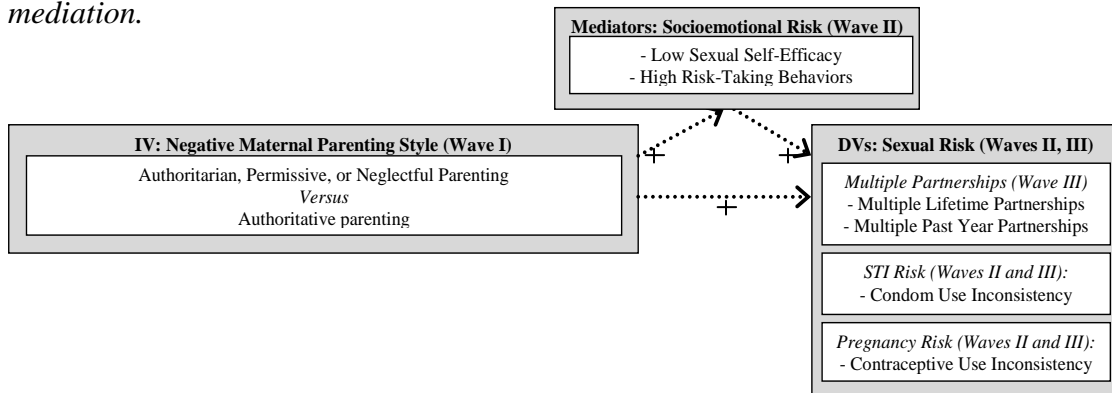 mediation.
Mediators: Socioemotional Risk (Wave II)
- Low Sexual Self-Efficacy
- High Risk-Taking Behaviors
IV: Negative Maternal Parenting Style (Wave I)
Authoritarian, Permissive, or Neglectful Parenting
Versus
Authoritative parenting
+
+
+
DVs: Sexual Risk (Waves II, III)
Multiple Partnerships (Wave III)
- Multiple Lifetime Partnerships
- Multiple Past Year Partnerships
STI Risk (Waves II and III):
- Condom Use Inconsistency
Pregnancy Risk (Waves II and III):
- Contraceptive Use Inconsistency